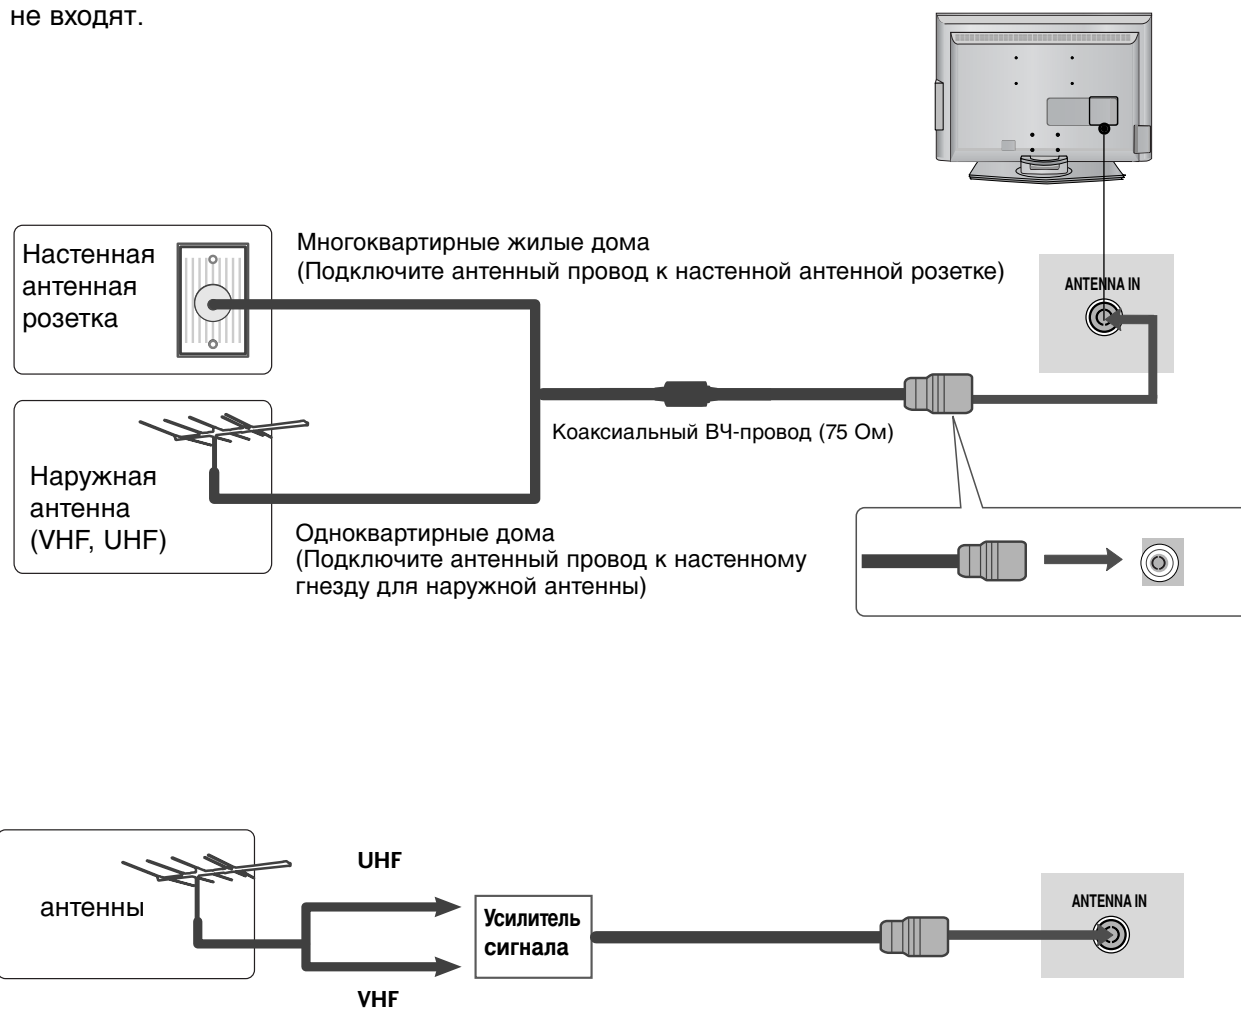 не входят.
Настенная
антенная
розетка
Многоквартирные жилые дома
(Подключите антенный провод к настенной антенной розетке)
ANTENNA IN
Коаксиальный ВЧ-провод (75 Ом)
Наружная
антенна
(VHF, UHF)
Одноквартирные дома
(Подключите антенный провод к настенному
гнезду для наружной антенны)
антенны
UHF
VHF
Усилитель
сигнала
ANTENNA IN